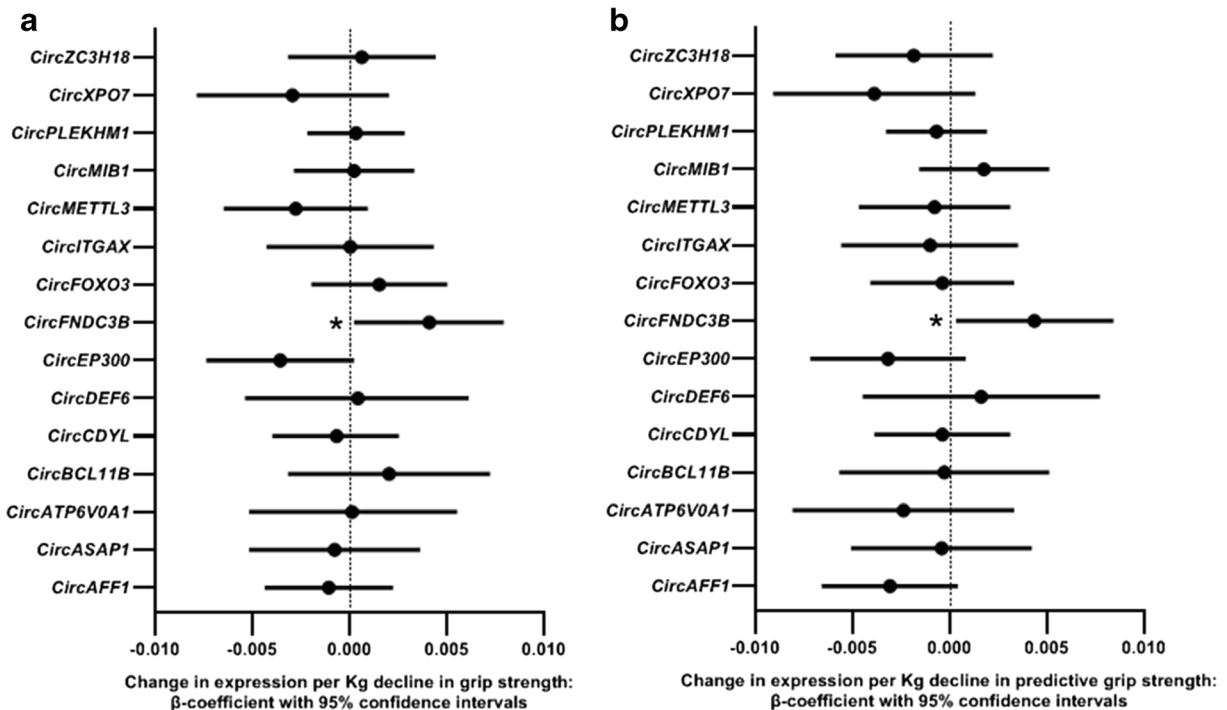 a
CircZC3H18
CircXPO7
CircPLEKHM1
CircMIB1
CircMETTL3
CircITGAX
CircFOXO3
CircFNDC3B
*
CircEP300
CircDEF6
CircCDYL
CircBCL11B
CircATP6V0A1
CircASAP1
CircAFF1
-0.010 -0.005 0.000 0.005 0.010
Change in expression per Kg decline in grip strength:
β-coefficient with 95% confidence intervals
b
CircZC3H18
CircXPO7
CircPLEKHM1
CircMIB1
CircMETTL3
CircITGAX
CircFOXO3
CircFNDC3B
*
CircEP300
CircDEF6
CircCDYL
CircBCL11B
CircATP6V0A1
CircASAP1
CircAFF1
-0.010 -0.005 0.000 0.005 0.010
Change in expression per Kg decline in predictive grip strength:
β-coefficient with 95% confidence intervals